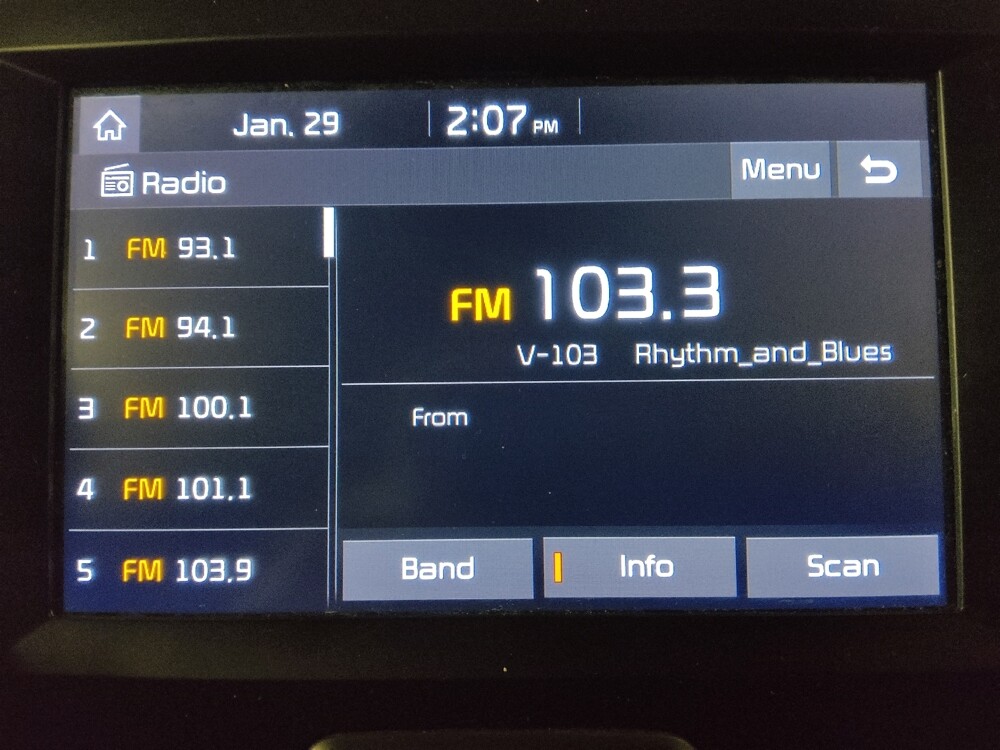 Jan. 29 2:07 PM
Radio Menu
1 FM 93.1
2 FM 94.1
3 FM 100.1
4 FM 101.1
5 FM 103.9
FM 103.3
V-103 Rhythm_and_Blues
From
Band Info Scan